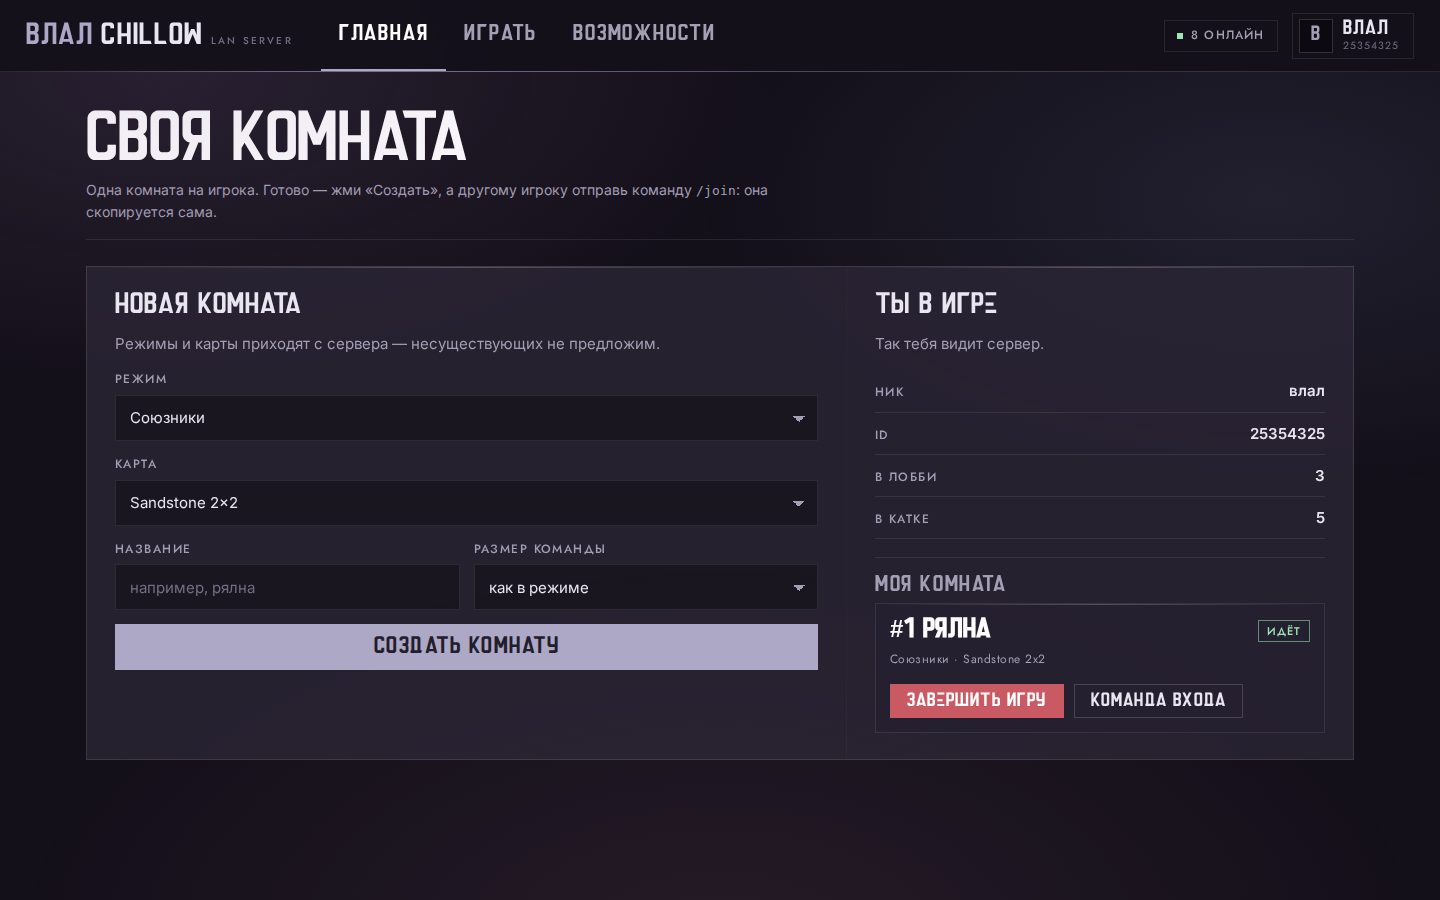 ВЛАЛ CHILLOW LAN SERVER
ГЛАВНАЯ
ИГРАТЬ
ВОЗМОЖНОСТИ
8 ОНЛАЙН
В
ВЛАЛ
25354325
СВОЯ КОМНАТА
Одна комната на игрока. Готово — жми «Создать», а другому игроку отправь команду /join: она
скопируется сама.
НОВАЯ КОМНАТА
Режимы и карты приходят с сервера — несуществующих не предложим.
РЕЖИМ
Союзники
КАРТА
Sandstone 2×2
НАЗВАНИЕ
РАЗМЕР КОМАНДЫ
например, рялна
как в режиме
СОЗДАТЬ КОМНАТУ
ТЫ В ИГРЕ
Так тебя видит сервер.
НИК
влал
ID
25354325
В ЛОББИ
3
В КАТКЕ
5
МОЯ КОМНАТА
#1 РЯЛНА
ИДЁТ
Союзники · Sandstone 2x2
ЗАВЕРШИТЬ ИГРУ
КОМАНДА ВХОДА